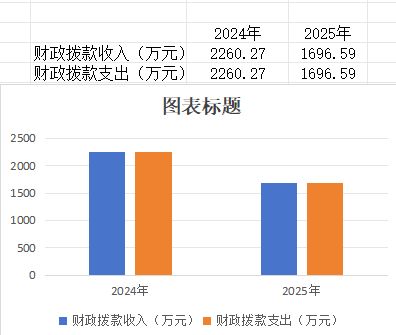 2024年 2025年
财政拨款收入（万元） 2260.27 1696.59
财政拨款支出（万元） 2260.27 1696.59
图表标题
2500
2000
1500
1000
500
0
2024年 2025年
财政拨款收入（万元） 财政拨款支出（万元）